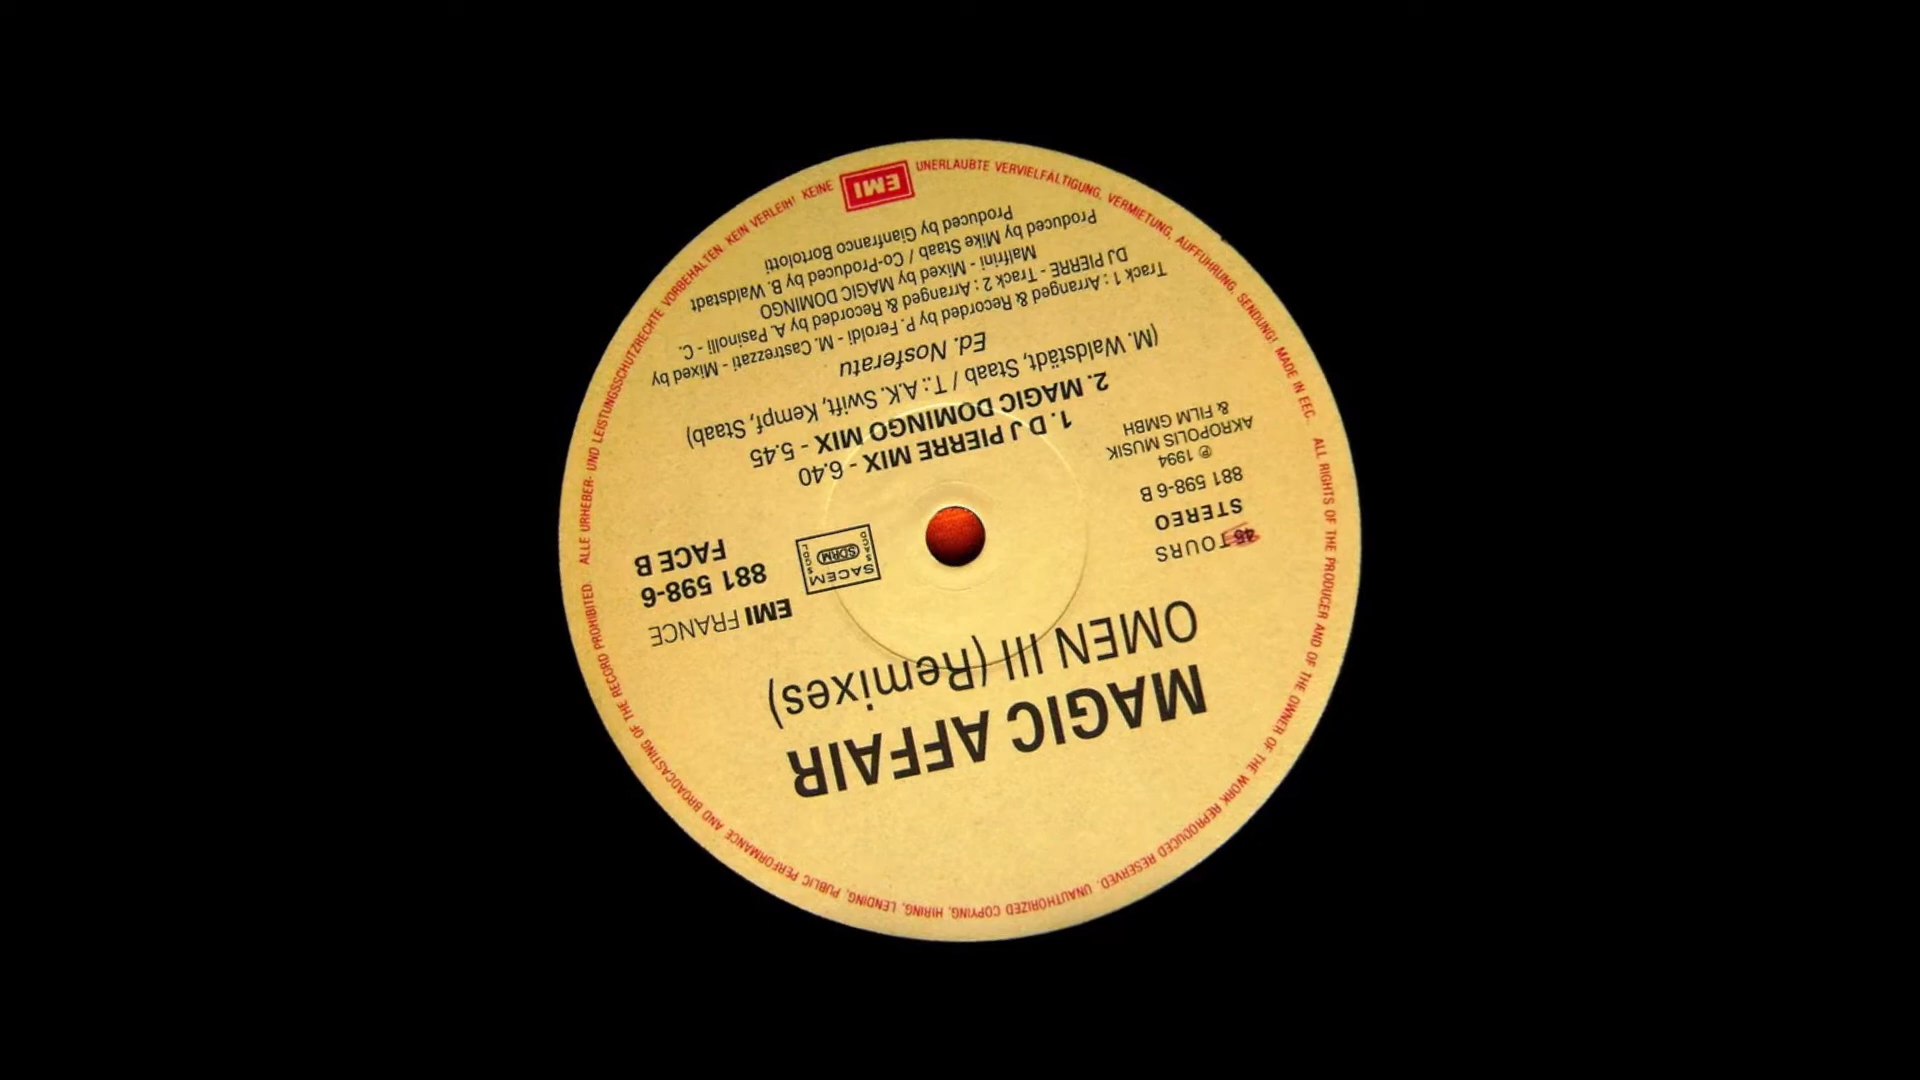 MAGIC AFFAIR
OMEN III (Remixes)
45 TOURS
STEREO
881 598-6 B
℗ 1994
AKROPOLIS MUSIK
& FILM GMBH
EMI FRANCE
881 598-6
FACE B
SACEM
SACD
SDRM
SGDL
1. DJ PIERRE MIX - 6.40
2. MAGIC DOMINGO MIX - 5.45
(M. Waldstädt, Staab / T.: A.K. Swift, Kempf, Staab)
Ed. Nosferatu
Track 1 : Arranged & Recorded by P. Feroldi - M. Castrezzati - Mixed by
DJ PIERRE - Track 2 : Arranged & Recorded by A. Pasinolli - C.
Malfrini - Mixed by MAGIC DOMINGO
Produced by Mike Staab / Co-Produced by B. Waldstadt
Produced by Gianfranco Bortolotti
EMI
ALL RIGHTS OF THE PRODUCER AND OF THE OWNER OF THE WORK REPRODUCED RESERVED. UNAUTHORIZED COPYING, HIRING, LENDING, PUBLIC PERFORMANCE AND BROADCASTING OF THE RECORD PROHIBITED.
ALLE URHEBER- UND LEISTUNGSSCHUTZRECHTE VORBEHALTEN. KEIN VERLEIH! KEINE UNERLAUBTE VERVIELFÄLTIGUNG, VERMIETUNG, AUFFÜHRUNG, SENDUNG! MADE IN EEC.